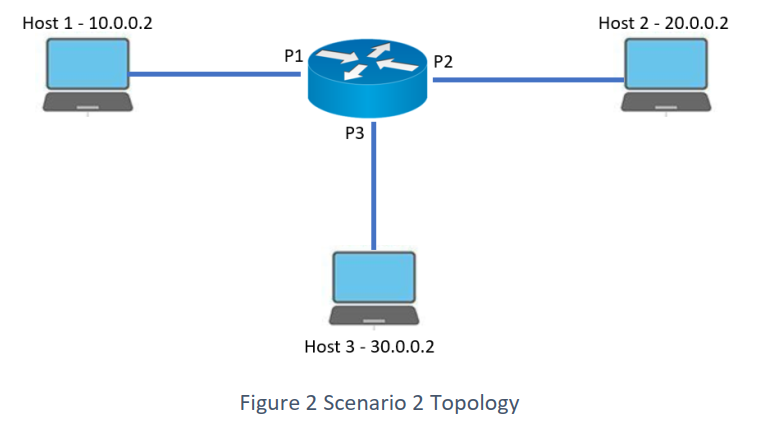 Host 1 - 10.0.0.2
Host 2 - 20.0.0.2
P1
P2
P3
Host 3 - 30.0.0.2
Figure 2 Scenario 2 Topology